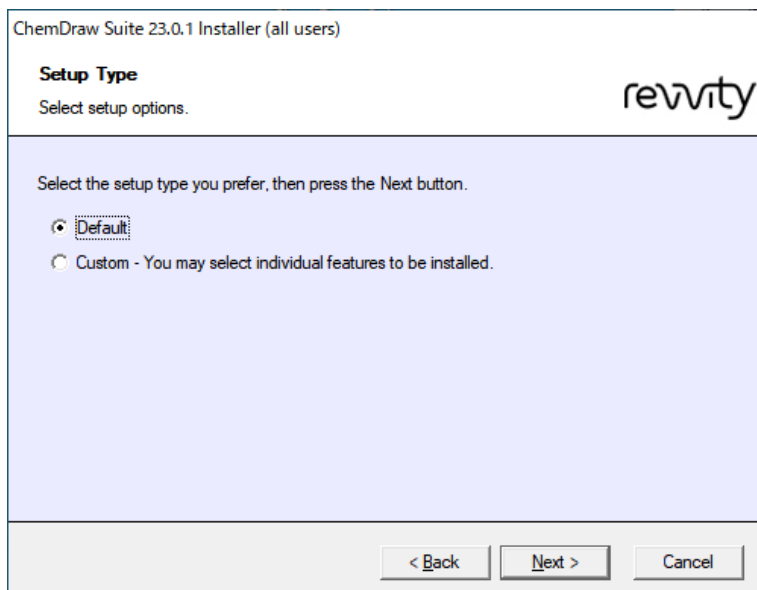 ChemDraw Suite 23.0.1 Installer (all users)
Setup Type
Select setup options.
revvity
Select the setup type you prefer, then press the Next button.
Default
Custom - You may select individual features to be installed.
< Back
Next >
Cancel